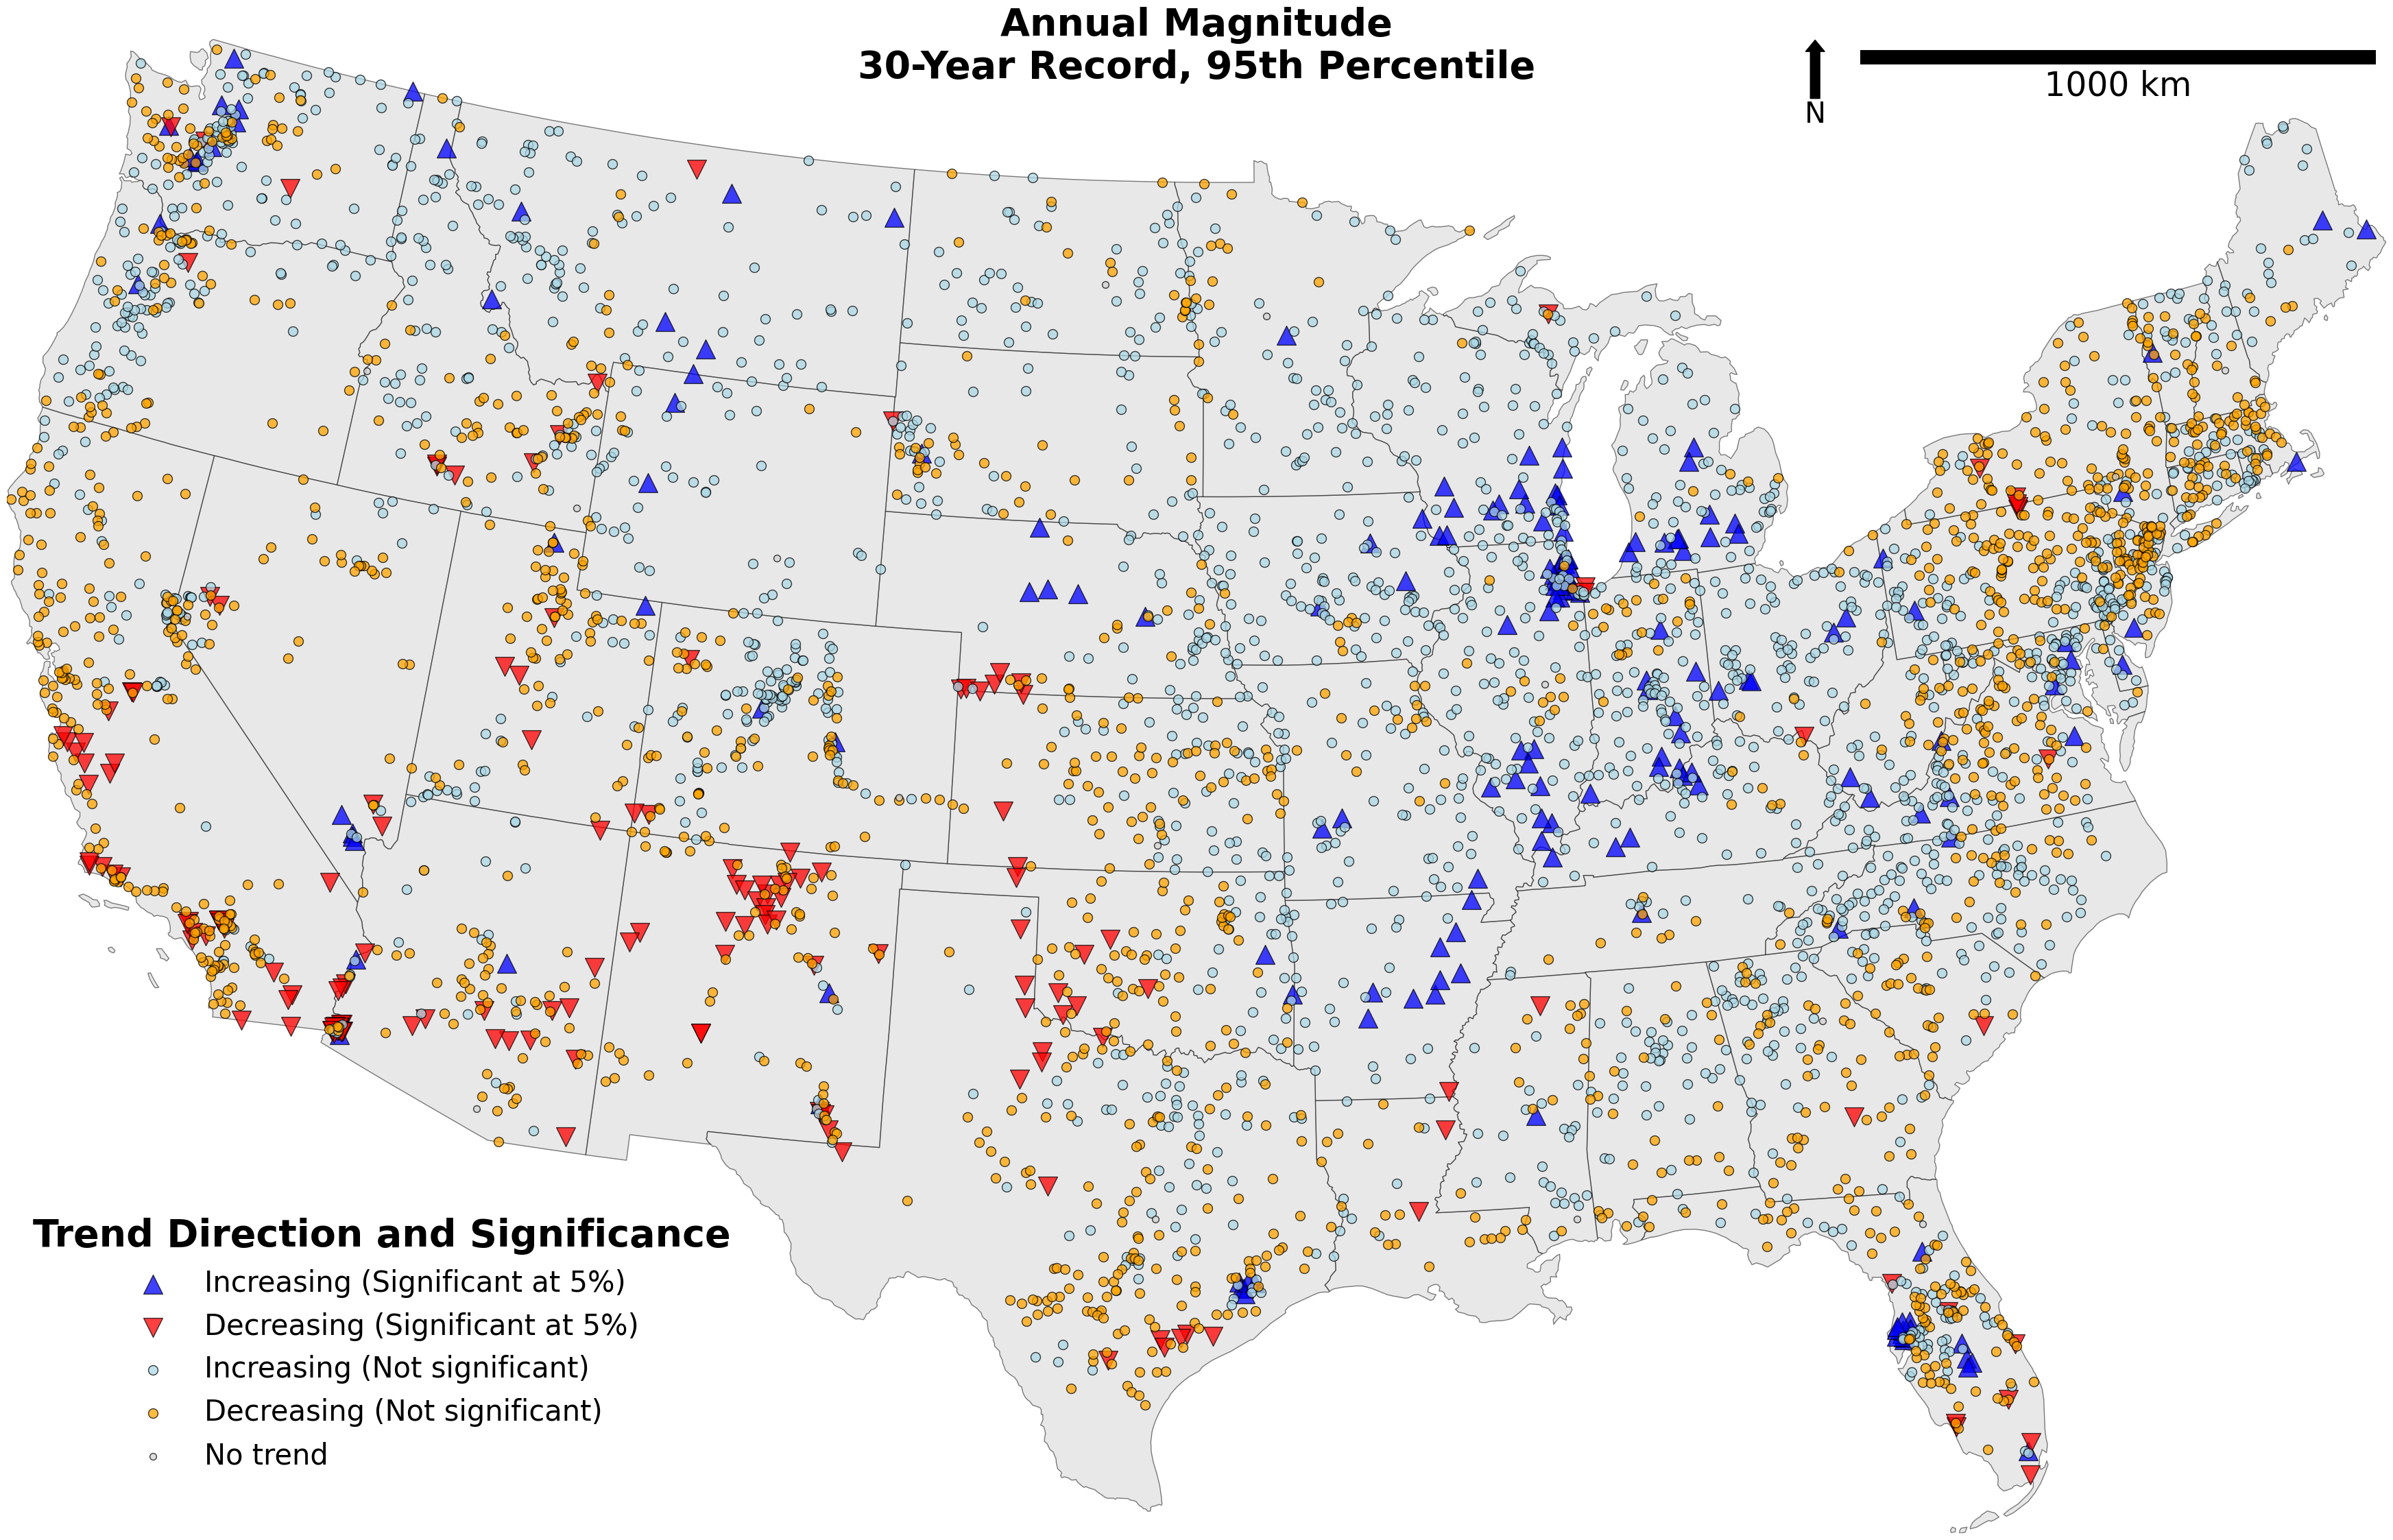 Annual Magnitude
30-Year Record, 95th Percentile
N
1000 km
Trend Direction and Significance
Increasing (Significant at 5%)
Decreasing (Significant at 5%)
Increasing (Not significant)
Decreasing (Not significant)
No trend